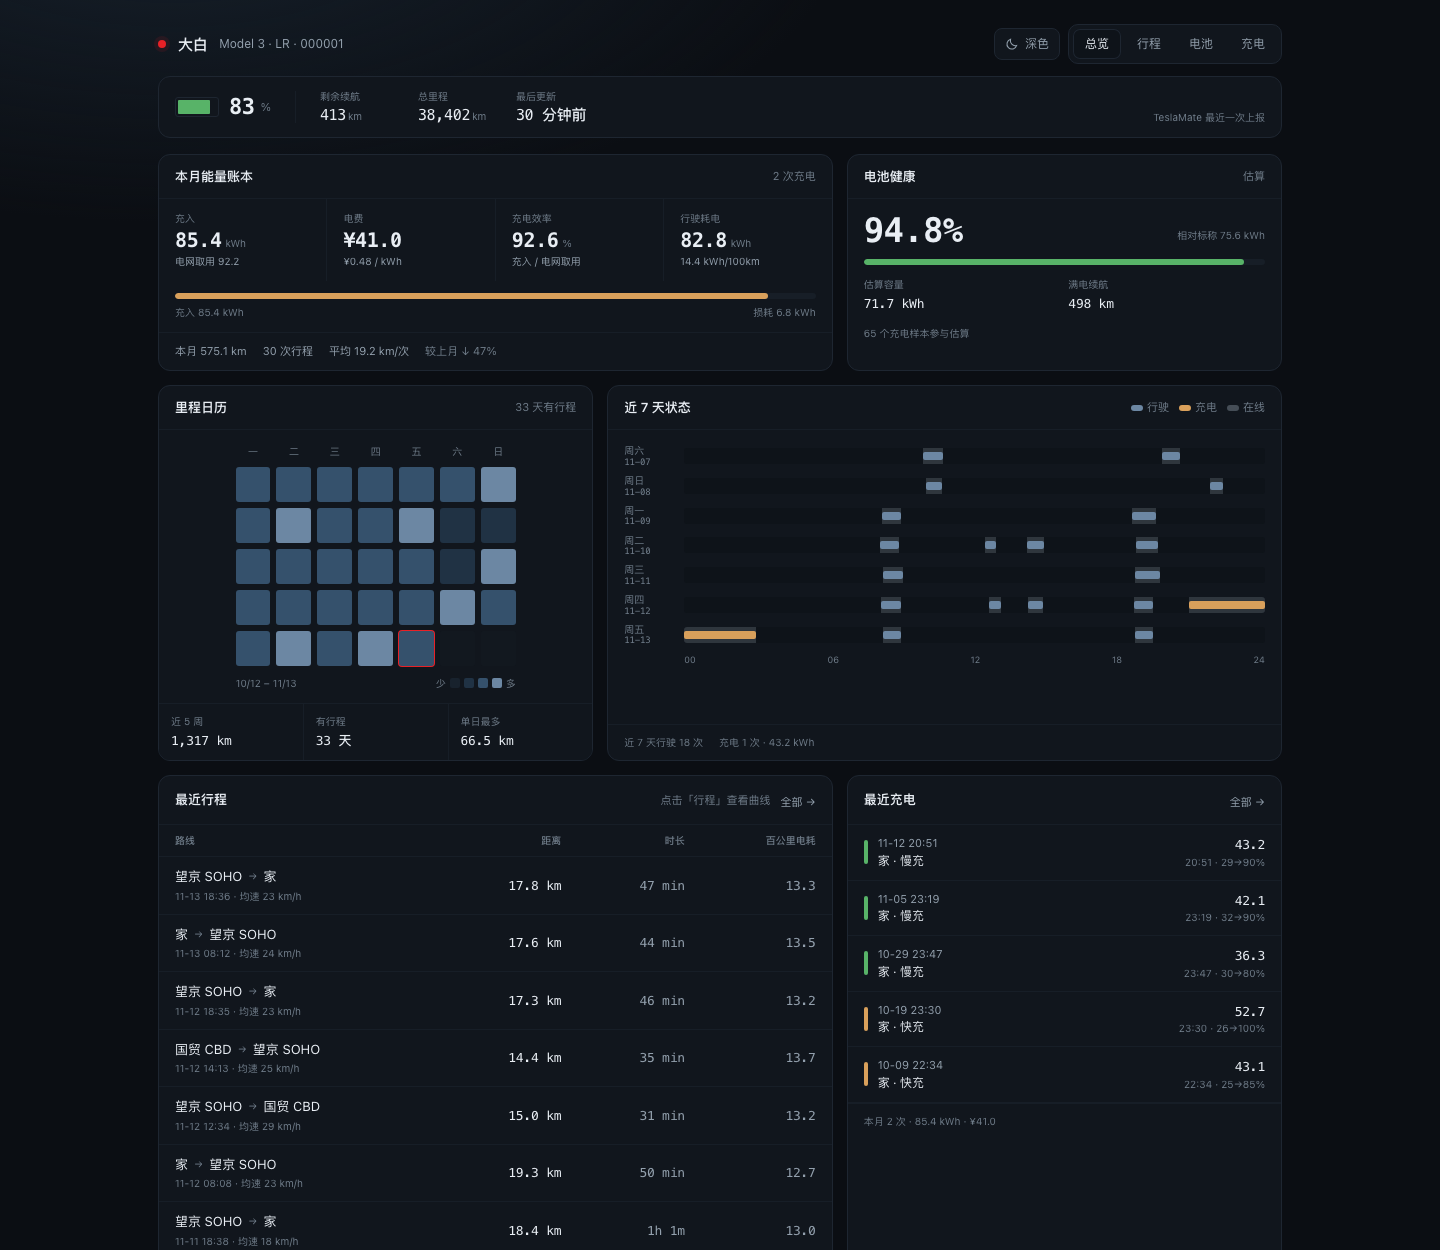 大白 Model 3 · LR · 000001
深色 总览 行程 电池 充电
83 %
剩余续航
413 km
总里程
38,402 km
最后更新
30 分钟前
TeslaMate 最近一次上报
本月能量账本 2 次充电
充入
85.4 kWh
电网取用 92.2
电费
¥41.0
¥0.48 / kWh
充电效率
92.6 %
充入 / 电网取用
行驶耗电
82.8 kWh
14.4 kWh/100km
充入 85.4 kWh 损耗 6.8 kWh
本月 575.1 km 30 次行程 平均 19.2 km/次 较上月 ↓ 47%
电池健康 估算
94.8% 相对标称 75.6 kWh
估算容量
71.7 kWh
满电续航
498 km
65 个充电样本参与估算
里程日历 33 天有行程
一 二 三 四 五 六 日
10/12 – 11/13 少 多
近 5 周
1,317 km
有行程
33 天
单日最多
66.5 km
近 7 天状态 行驶 充电 在线
周六
11-07
周日
11-08
周一
11-09
周二
11-10
周三
11-11
周四
11-12
周五
11-13
00 06 12 18 24
近 7 天行驶 18 次 充电 1 次 · 43.2 kWh
最近行程 点击「行程」查看曲线 全部 →
路线 距离 时长 百公里电耗
望京 SOHO → 家
11-13 18:36 · 均速 23 km/h
17.8 km 47 min 13.3
家 → 望京 SOHO
11-13 08:12 · 均速 24 km/h
17.6 km 44 min 13.5
望京 SOHO → 家
11-12 18:35 · 均速 23 km/h
17.3 km 46 min 13.2
国贸 CBD → 望京 SOHO
11-12 14:13 · 均速 25 km/h
14.4 km 35 min 13.7
望京 SOHO → 国贸 CBD
11-12 12:34 · 均速 29 km/h
15.0 km 31 min 13.2
家 → 望京 SOHO
11-12 08:08 · 均速 23 km/h
19.3 km 50 min 12.7
望京 SOHO → 家
11-11 18:38 · 均速 18 km/h
18.4 km 1h 1m 13.0
最近充电 全部 →
11-12 20:51
家 · 慢充
43.2
20:51 · 29→90%
11-05 23:19
家 · 慢充
42.1
23:19 · 32→90%
10-29 23:47
家 · 慢充
36.3
23:47 · 30→80%
10-19 23:30
家 · 快充
52.7
23:30 · 26→100%
10-09 22:34
家 · 快充
43.1
22:34 · 25→85%
本月 2 次 · 85.4 kWh · ¥41.0